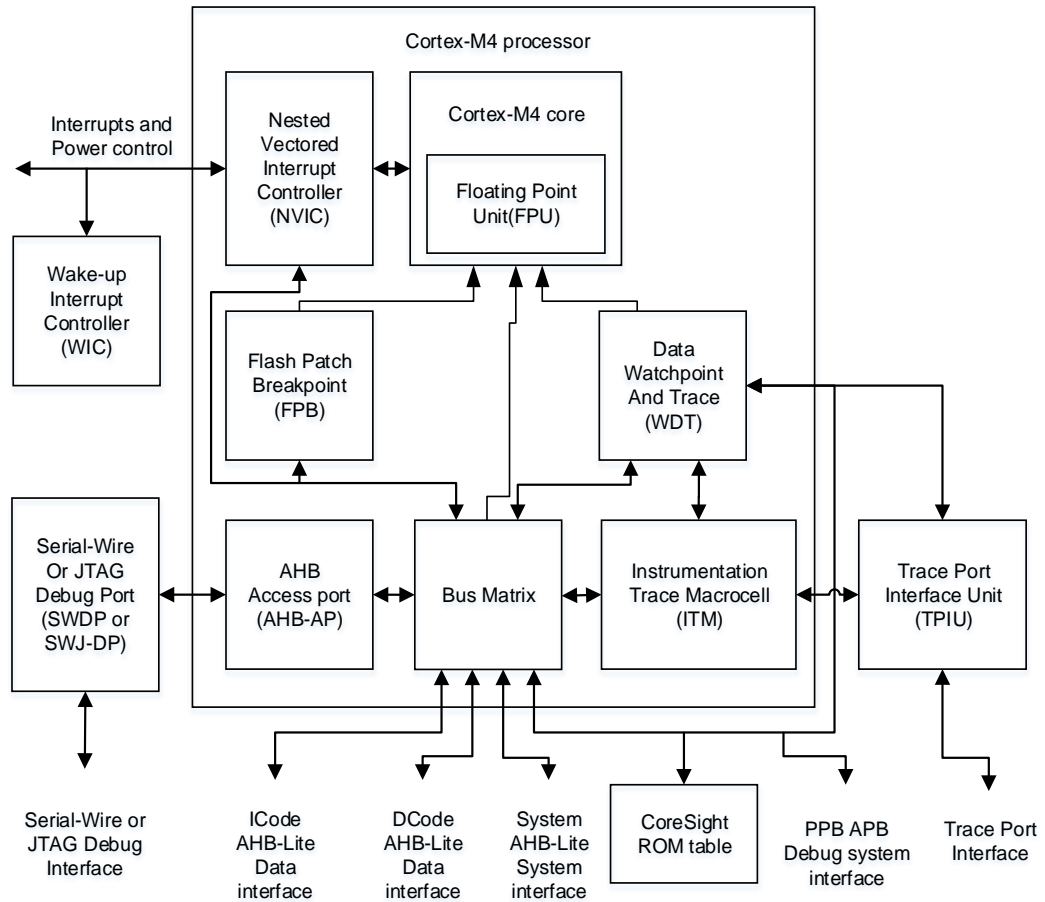 Cortex-M4 processor
Interrupts and
Power control
Nested
Vectored
Interrupt
Controller
(NVIC)
Cortex-M4 core
Floating Point
Unit(FPU)
Wake-up
Interrupt
Controller
(WIC)
Flash Patch
Breakpoint
(FPB)
Data
Watchpoint
And Trace
(WDT)
Serial-Wire
Or JTAG
Debug Port
(SWDP or
SWJ-DP)
AHB
Access port
(AHB-AP)
Bus Matrix
Instrumentation
Trace Macrocell
(ITM)
Trace Port
Interface Unit
(TPIU)
Serial-Wire or
JTAG Debug
Interface
ICode
AHB-Lite
Data
interface
DCode
AHB-Lite
Data
interface
System
AHB-Lite
System
interface
CoreSight
ROM table
PPB APB
Debug system
interface
Trace Port
Interface